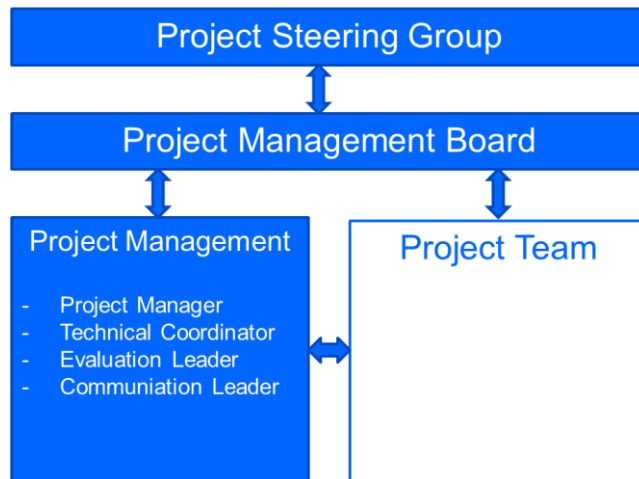 Project Steering Group
Project Management Board
Project Management
- Project Manager
- Technical Coordinator
- Evaluation Leader
- Communiation Leader
Project Team